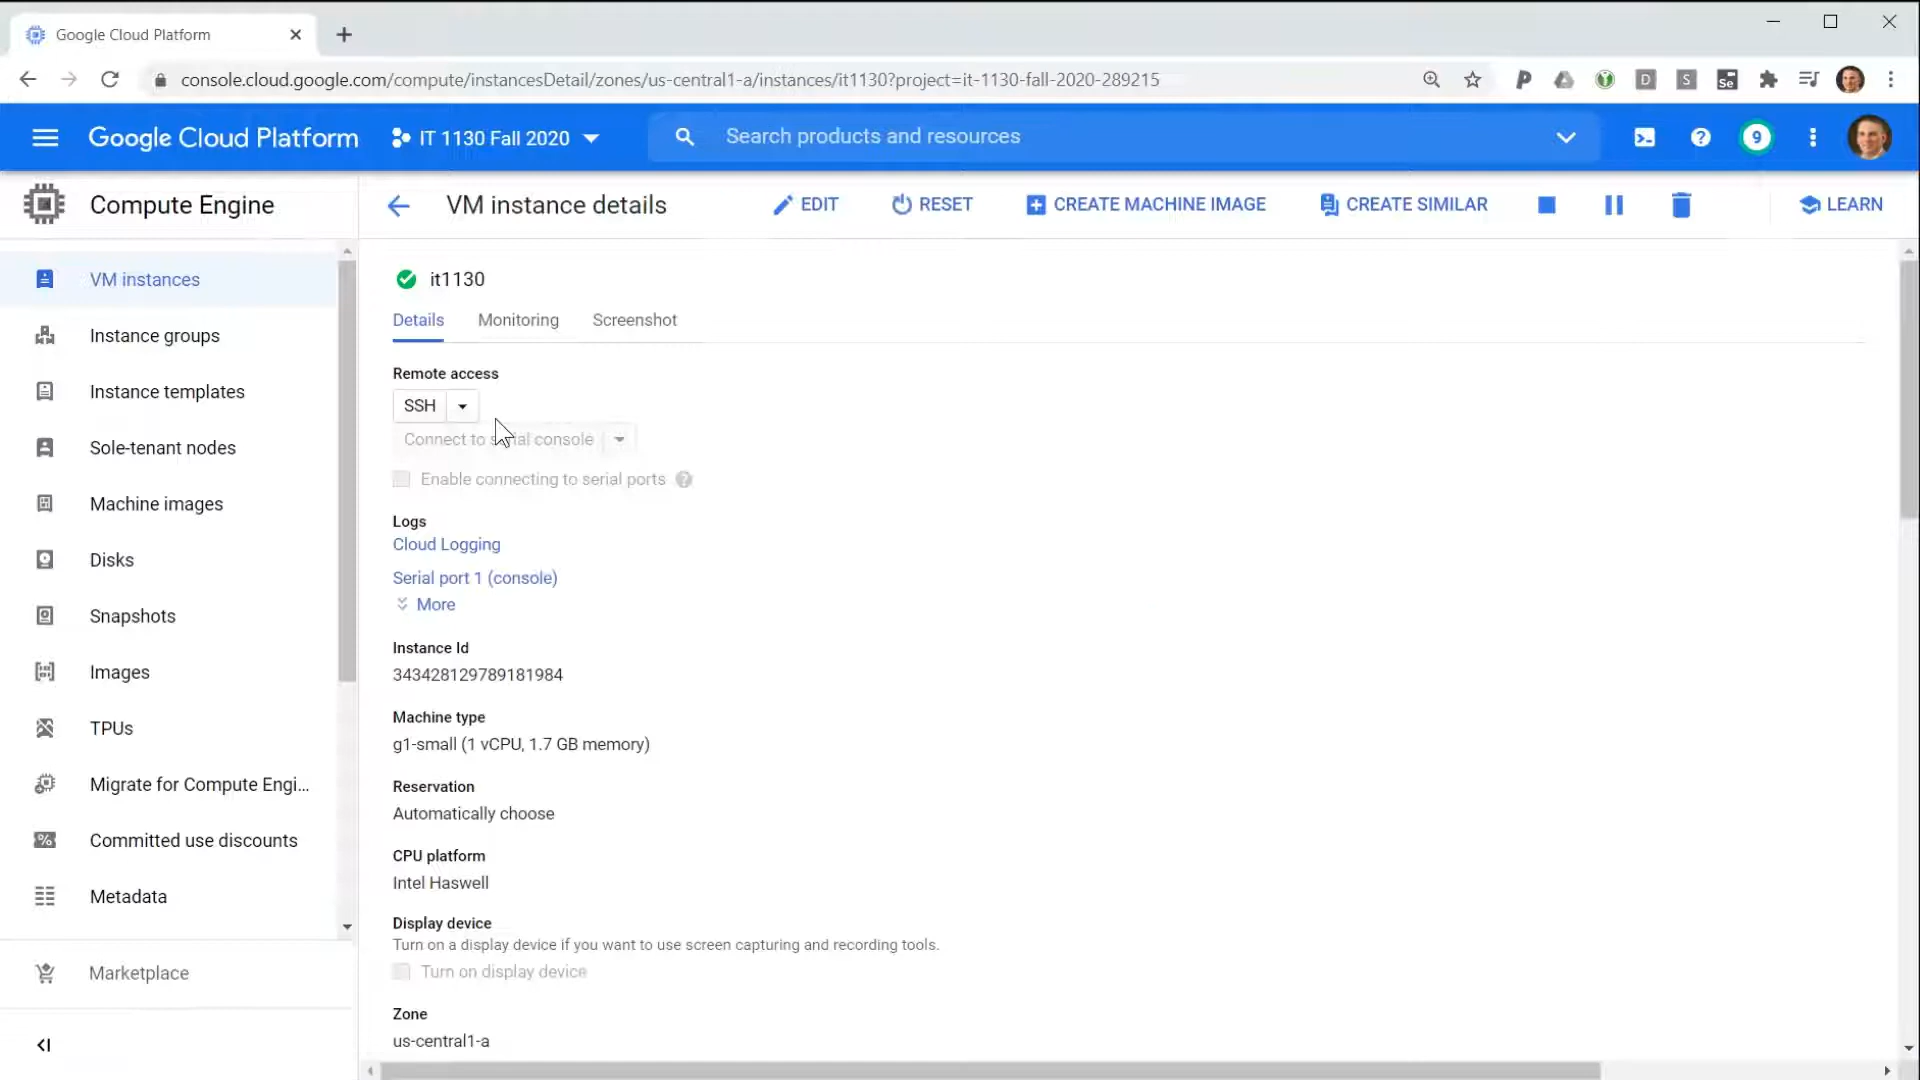 Google Cloud Platform
console.cloud.google.com/compute/instancesDetail/zones/us-central1-a/instances/it1130?project=it-1130-fall-2020-289215
P
D
S
Se
Google Cloud Platform
IT 1130 Fall 2020
Search products and resources
9
Compute Engine
VM instance details
EDIT
RESET
CREATE MACHINE IMAGE
CREATE SIMILAR
LEARN
VM instances
Instance groups
Instance templates
Sole-tenant nodes
Machine images
Disks
Snapshots
Images
TPUs
Migrate for Compute Engi...
Committed use discounts
Metadata
Marketplace
it1130
Details
Monitoring
Screenshot
Remote access
SSH
Connect to serial console
Enable connecting to serial ports
Logs
Cloud Logging
Serial port 1 (console)
More
Instance Id
343428129789181984
Machine type
g1-small (1 vCPU, 1.7 GB memory)
Reservation
Automatically choose
CPU platform
Intel Haswell
Display device
Turn on a display device if you want to use screen capturing and recording tools.
Turn on display device
Zone
us-central1-a